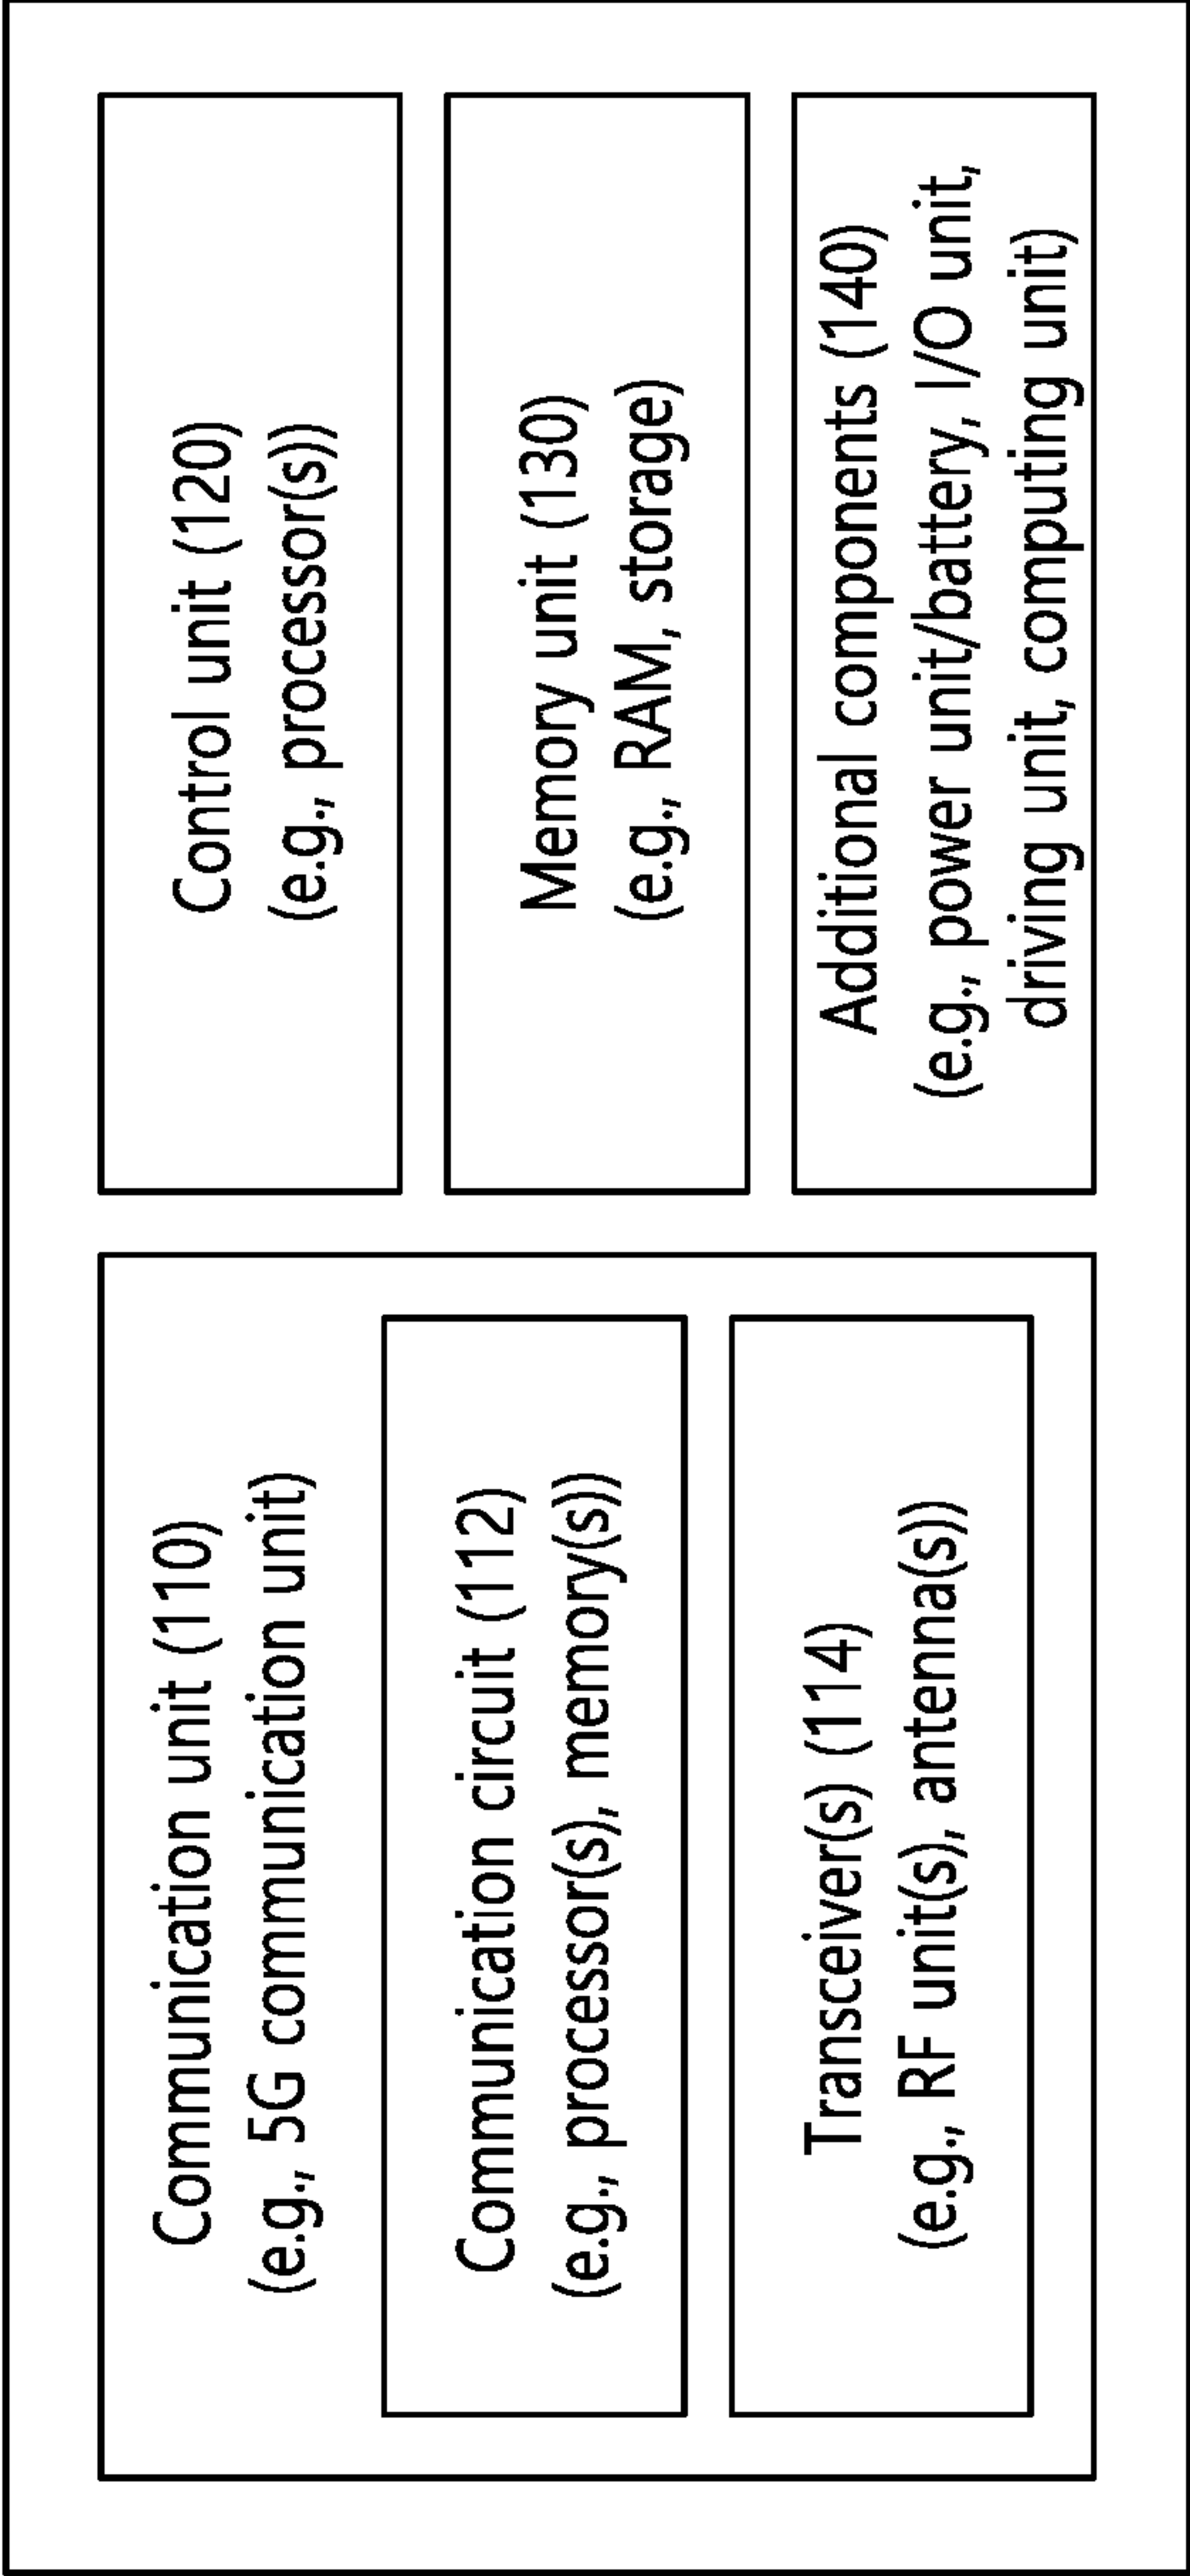 Communication unit (110)
(e.g., 5G communication unit)
Communication circuit (112)
(e.g., processor(s), memory(s))
Transceiver(s) (114)
(e.g., RF unit(s), antenna(s))
Control unit (120)
(e.g., processor(s))
Memory unit (130)
(e.g., RAM, storage)
Additional components (140)
(e.g., power unit/battery, I/O unit,
driving unit, computing unit)